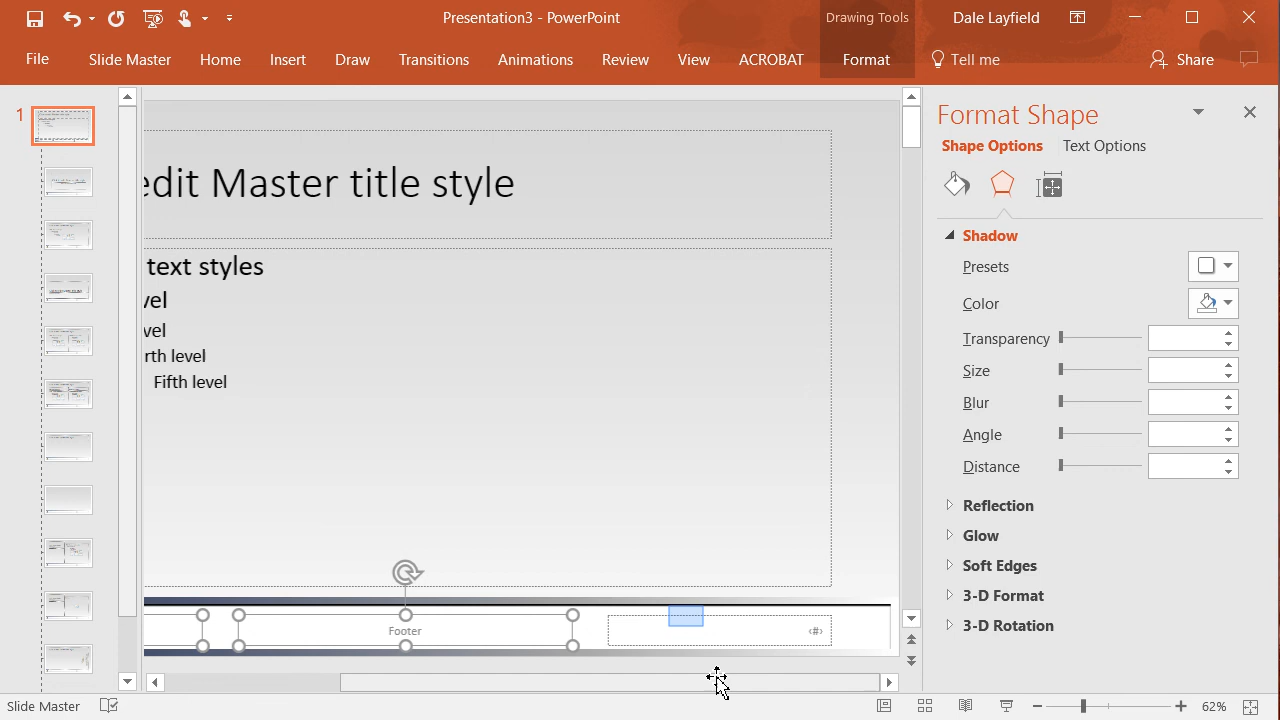 Presentation3 - PowerPoint
Drawing Tools
Dale Layfield
File
Slide Master
Home
Insert
Draw
Transitions
Animations
Review
View
ACROBAT
Format
Tell me
Share
1
edit Master title style
text styles
vel
vel
rth level
Fifth level
Footer
‹#›
Format Shape
Shape Options
Text Options
Shadow
Presets
Color
Transparency
Size
Blur
Angle
Distance
Reflection
Glow
Soft Edges
3-D Format
3-D Rotation
Slide Master
62%